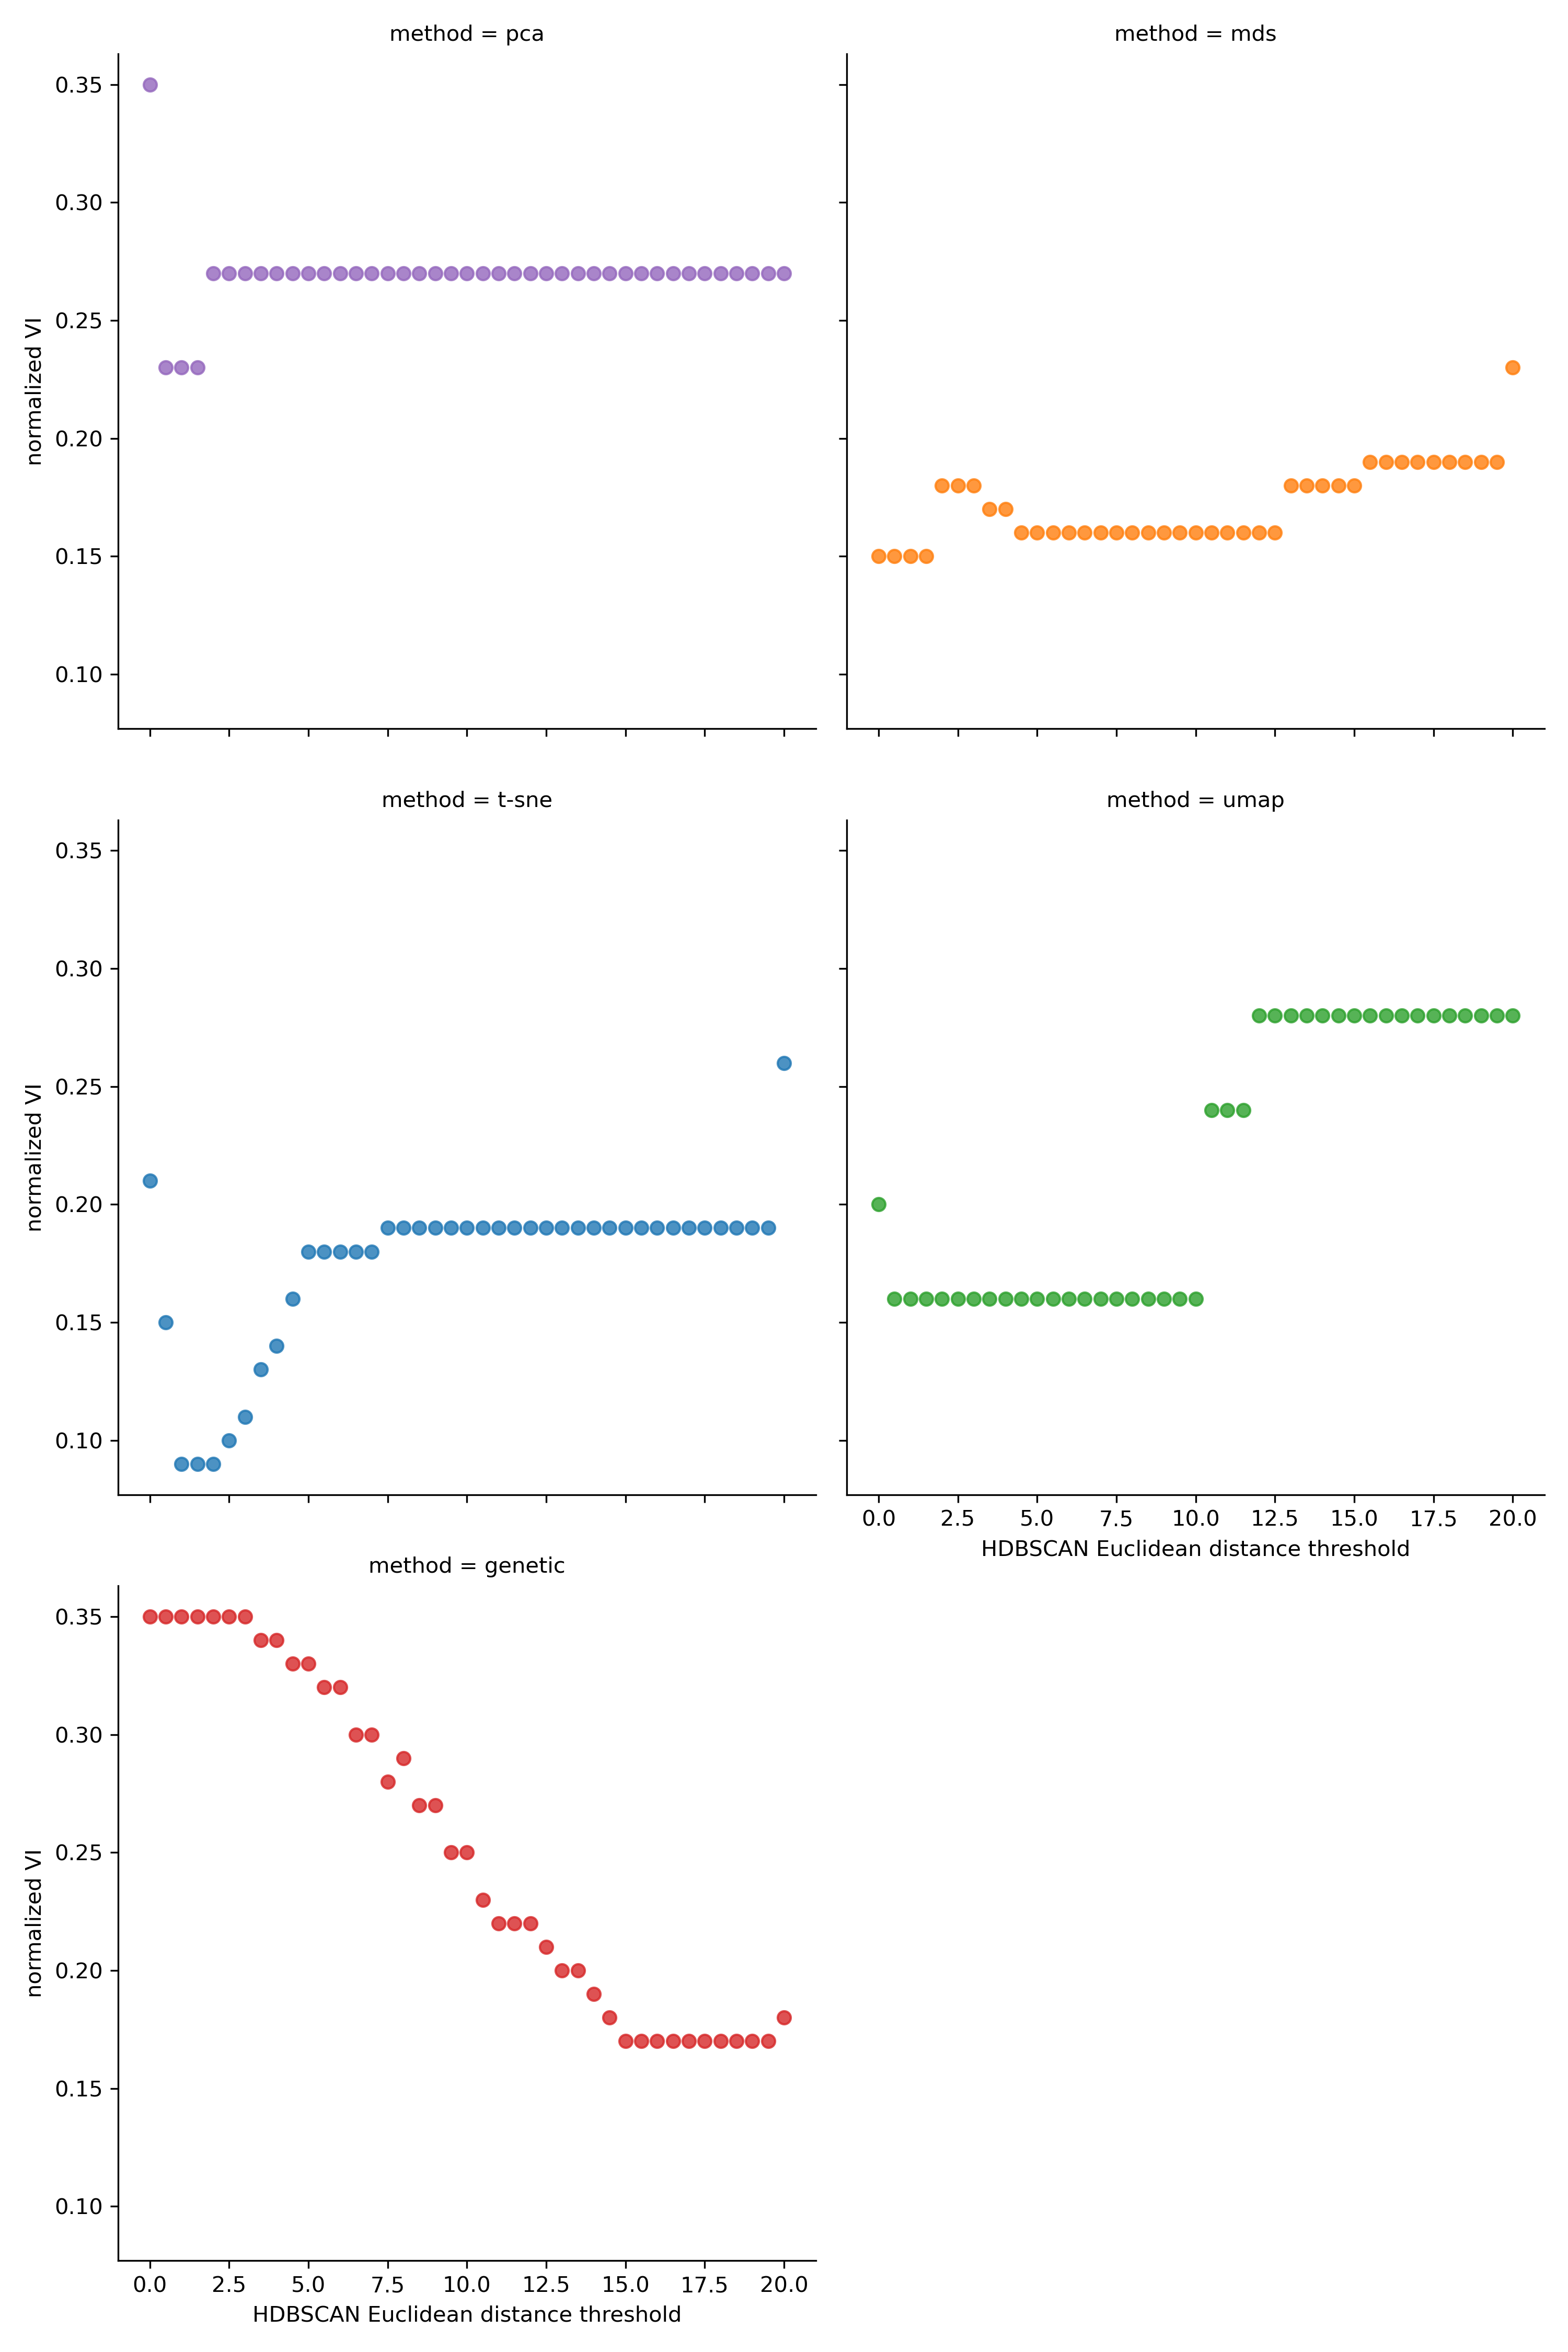 method = pca
method = mds
0.35
0.30
0.25
0.20
0.15
0.10
normalized VI
method = t-sne
method = umap
0.35
0.30
0.25
0.20
0.15
0.10
normalized VI
0.0 2.5 5.0 7.5 10.0 12.5 15.0 17.5 20.0
HDBSCAN Euclidean distance threshold
method = genetic
0.35
0.30
0.25
0.20
0.15
0.10
normalized VI
0.0 2.5 5.0 7.5 10.0 12.5 15.0 17.5 20.0
HDBSCAN Euclidean distance threshold